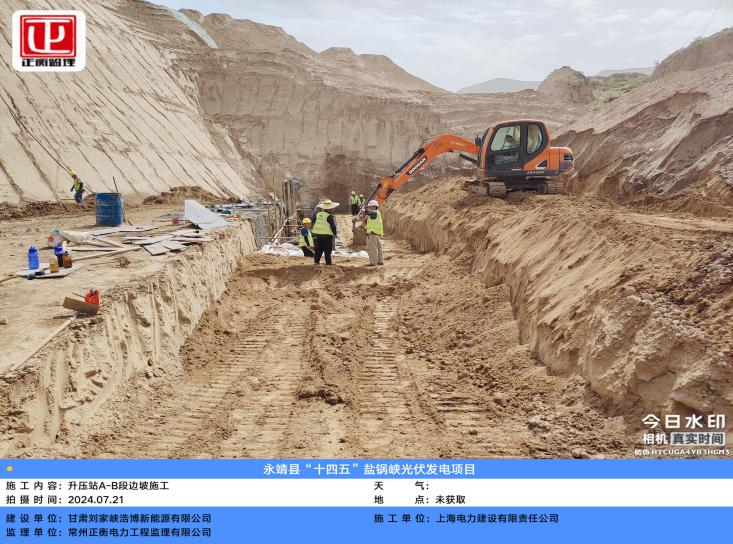 正衡监理
永靖县“十四五”盐锅峡光伏发电项目
施工内容：升压站A-B段边坡施工
天 气：
拍摄时间：2024.07.21
地 点：未获取
建设单位：甘肃刘家峡浩博新能源有限公司
施工单位：上海电力建设有限责任公司
监理单位：常州正衡电力工程监理有限公司
今日水印
相机 真实时间
防伪 HTCUGA4YB3HGM3